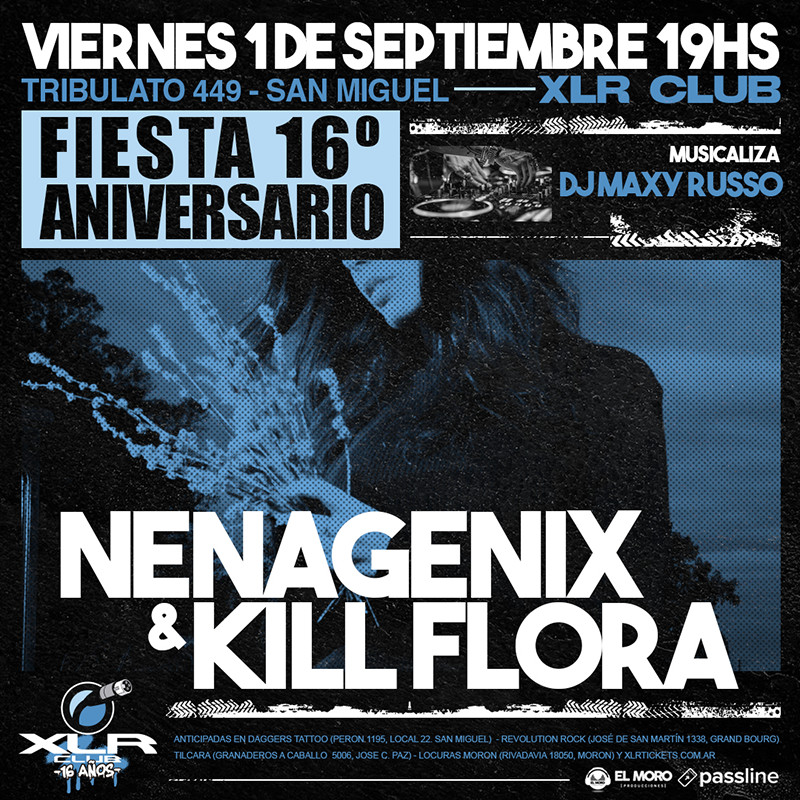 VIERNES 1 DE SEPTIEMBRE 19HS
TRIBULATO 449 - SAN MIGUEL XLR CLUB
FIESTA 16º
ANIVERSARIO
MUSICALIZA
DJ MAXY RUSSO
NENAGENIX
& KILL FLORA
XLR
CLUB
-16 AÑOS-
ANTICIPADAS EN DAGGERS TATTOO (PERON.1195, LOCAL 22. SAN MIGUEL) - REVOLUTION ROCK (JOSÉ DE SAN MARTÍN 1338, GRAND BOURG)
TILCARA (GRANADEROS A CABALLO 5006, JOSE C. PAZ) - LOCURAS MORON (RIVADAVIA 18050, MORON) Y XLRTICKETS.COM.AR
EL MORO
[PRODUCCIONES]
passline